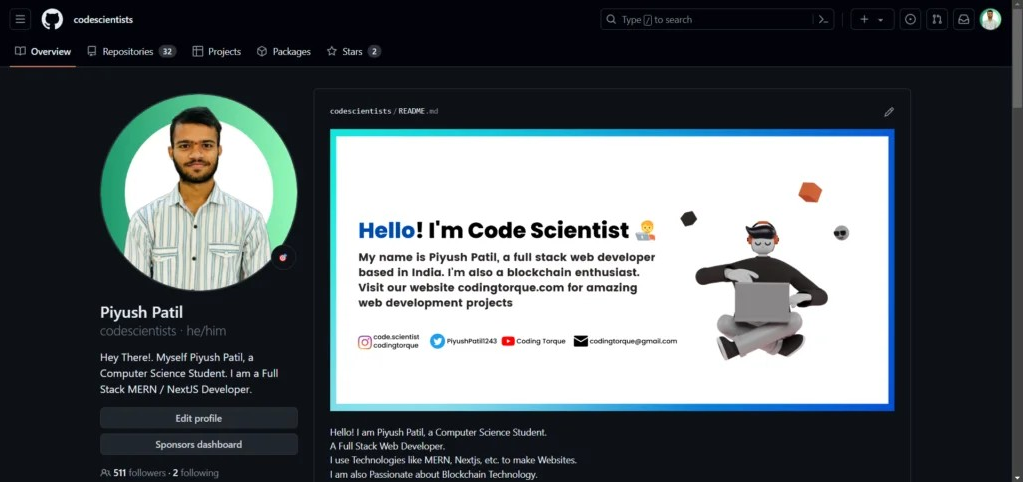 codescientists
Type / to search
Overview
Repositories 32
Projects
Packages
Stars 2
codescientists/README.md
Hello! I'm Code Scientist
My name is Piyush Patil, a full stack web developer
based in India. I'm also a blockchain enthusiast.
Visit our website codingtorque.com for amazing
web development projects
code.scientist
codingtorque
PiyushPatil1243
Coding Torque
codingtorque@gmail.com
Piyush Patil
codescientists · he/him
Hey There!. Myself Piyush Patil, a
Computer Science Student. I am a Full
Stack MERN / NextJS Developer.
Edit profile
Sponsors dashboard
511 followers · 2 following
Hello! I am Piyush Patil, a Computer Science Student.
A Full Stack Web Developer.
I use Technologies like MERN, Nextjs, etc. to make Websites.
I am also Passionate about Blockchain Technology.